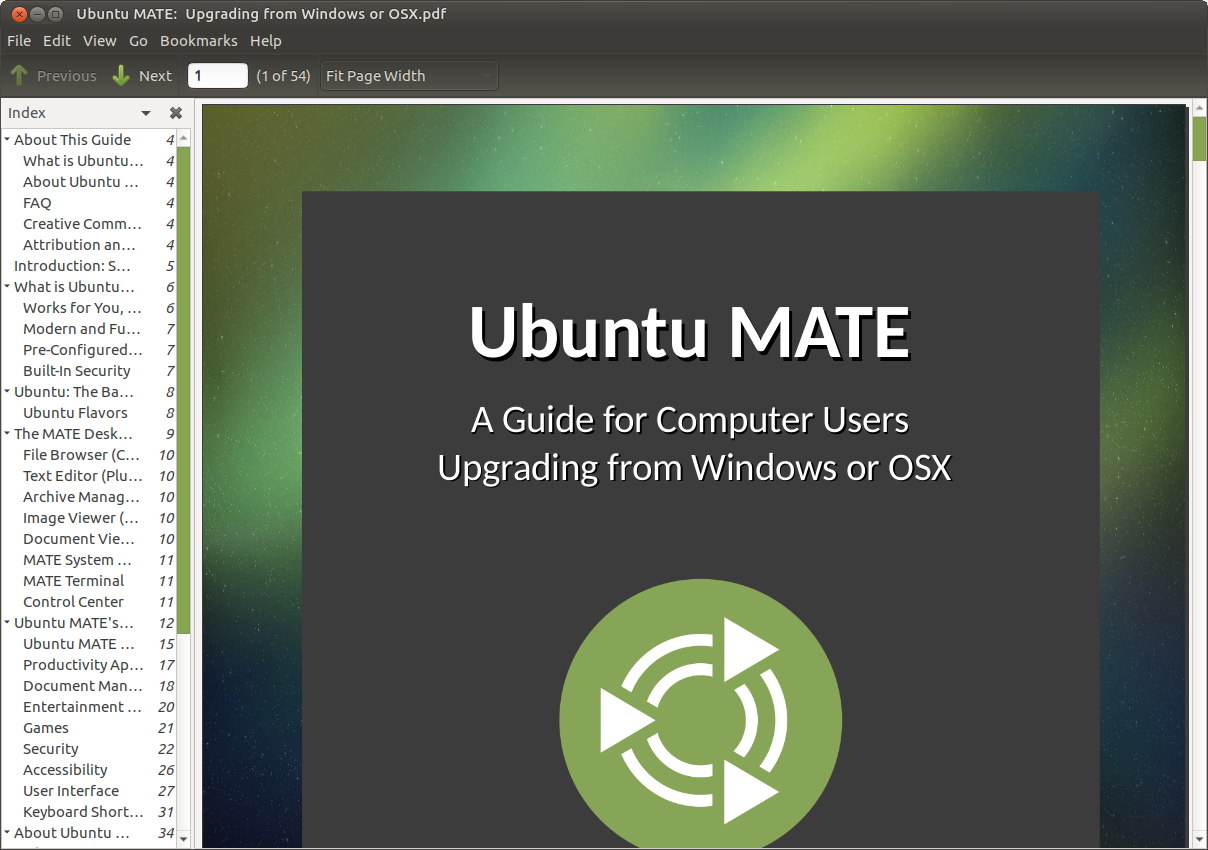 Ubuntu MATE:  Upgrading from Windows or OSX.pdf
File Edit View Go Bookmarks Help
Previous Next 1 (1 of 54) Fit Page Width
Index
About This Guide 4
What is Ubuntu... 4
About Ubuntu ... 4
FAQ 4
Creative Comm... 4
Attribution an... 4
Introduction: S... 5
What is Ubuntu... 6
Works for You, ... 6
Modern and Fu... 7
Pre-Configured... 7
Built-In Security 7
Ubuntu: The Ba... 8
Ubuntu Flavors 8
The MATE Desk... 9
File Browser (C... 10
Text Editor (Plu... 10
Archive Manag... 10
Image Viewer (... 10
Document Vie... 10
MATE System ... 11
MATE Terminal 11
Control Center 11
Ubuntu MATE's... 12
Ubuntu MATE ... 15
Productivity Ap... 17
Document Man... 18
Entertainment ... 20
Games 21
Security 22
Accessibility 26
User Interface 27
Keyboard Short... 31
About Ubuntu ... 34
Ubuntu MATE
A Guide for Computer Users
Upgrading from Windows or OSX